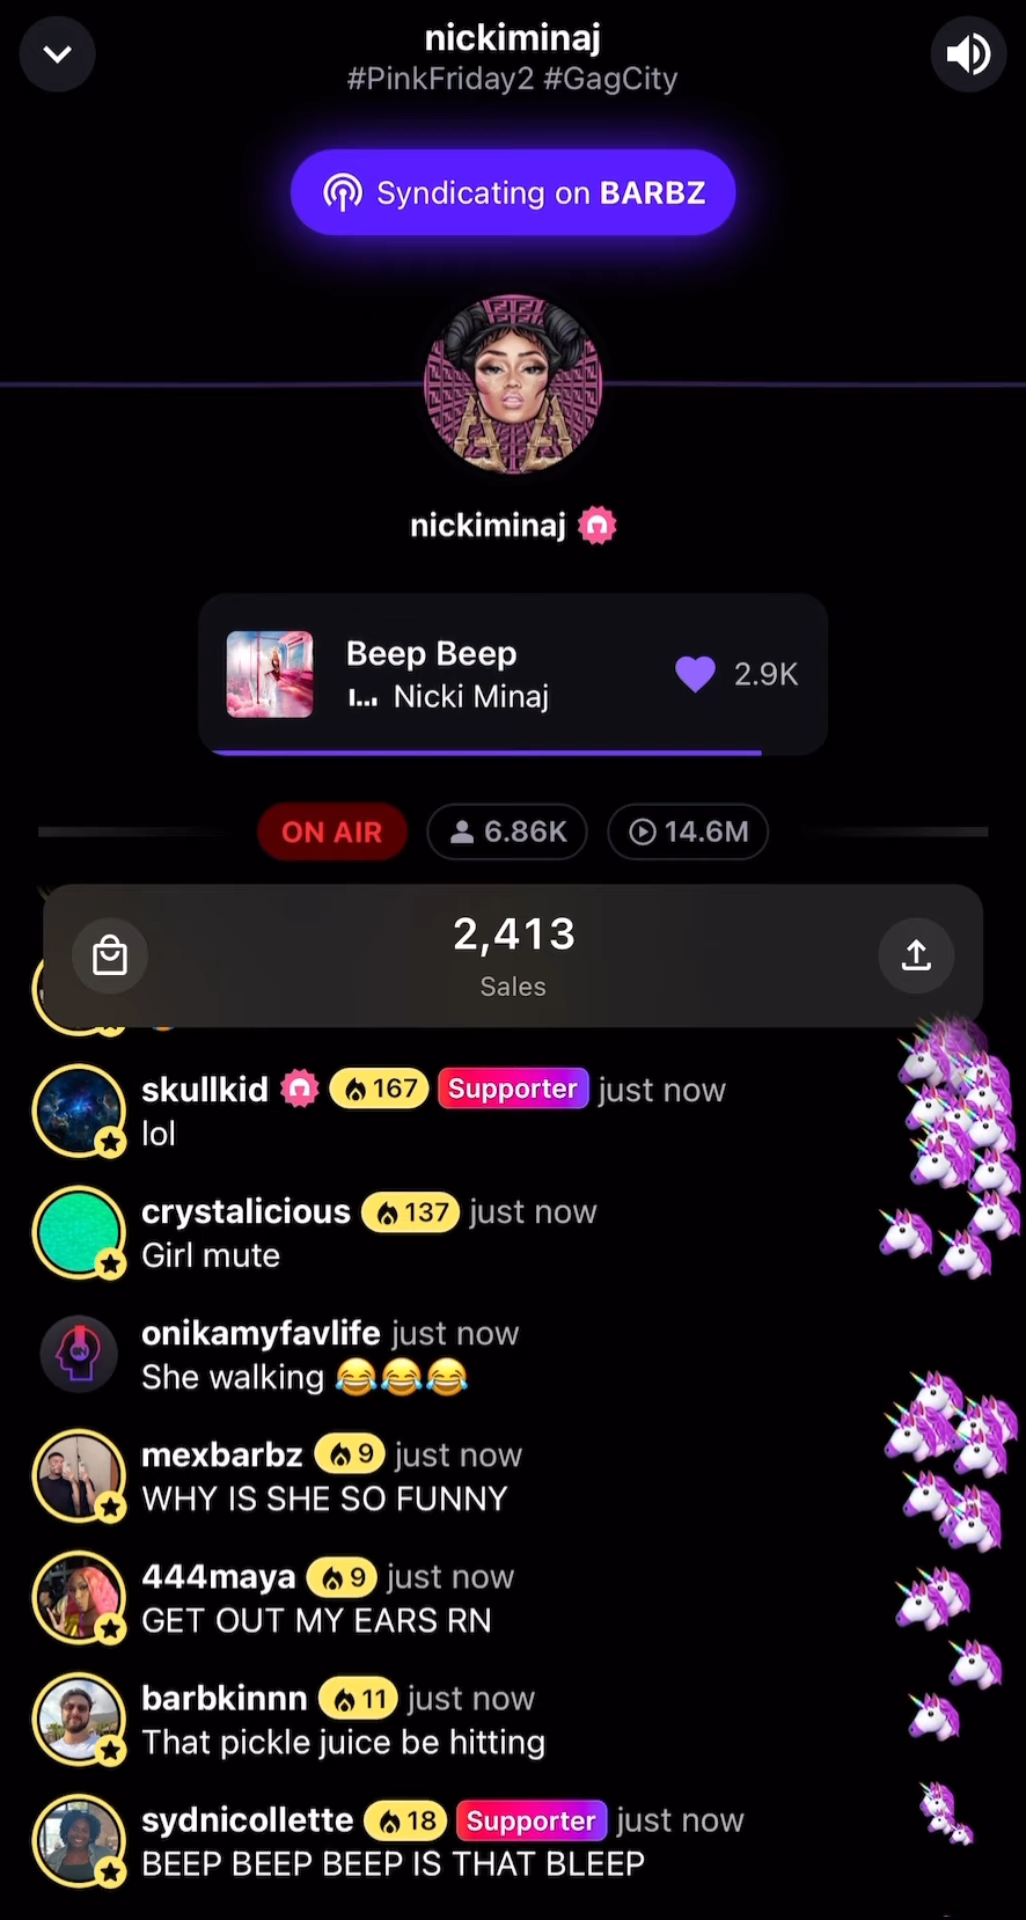 nickiminaj
#PinkFriday2 #GagCity
Syndicating on BARBZ
nickiminaj
Beep Beep
Nicki Minaj
2.9K
ON AIR 6.86K 14.6M
2,413
Sales
skullkid 167 Supporter just now
lol
crystalicious 137 just now
Girl mute
onikamyfavlife just now
She walking 😂😂😂
mexbarbz 9 just now
WHY IS SHE SO FUNNY
444maya 9 just now
GET OUT MY EARS RN
barbkinnn 11 just now
That pickle juice be hitting
sydnicollette 18 Supporter just now
BEEP BEEP BEEP IS THAT BLEEP